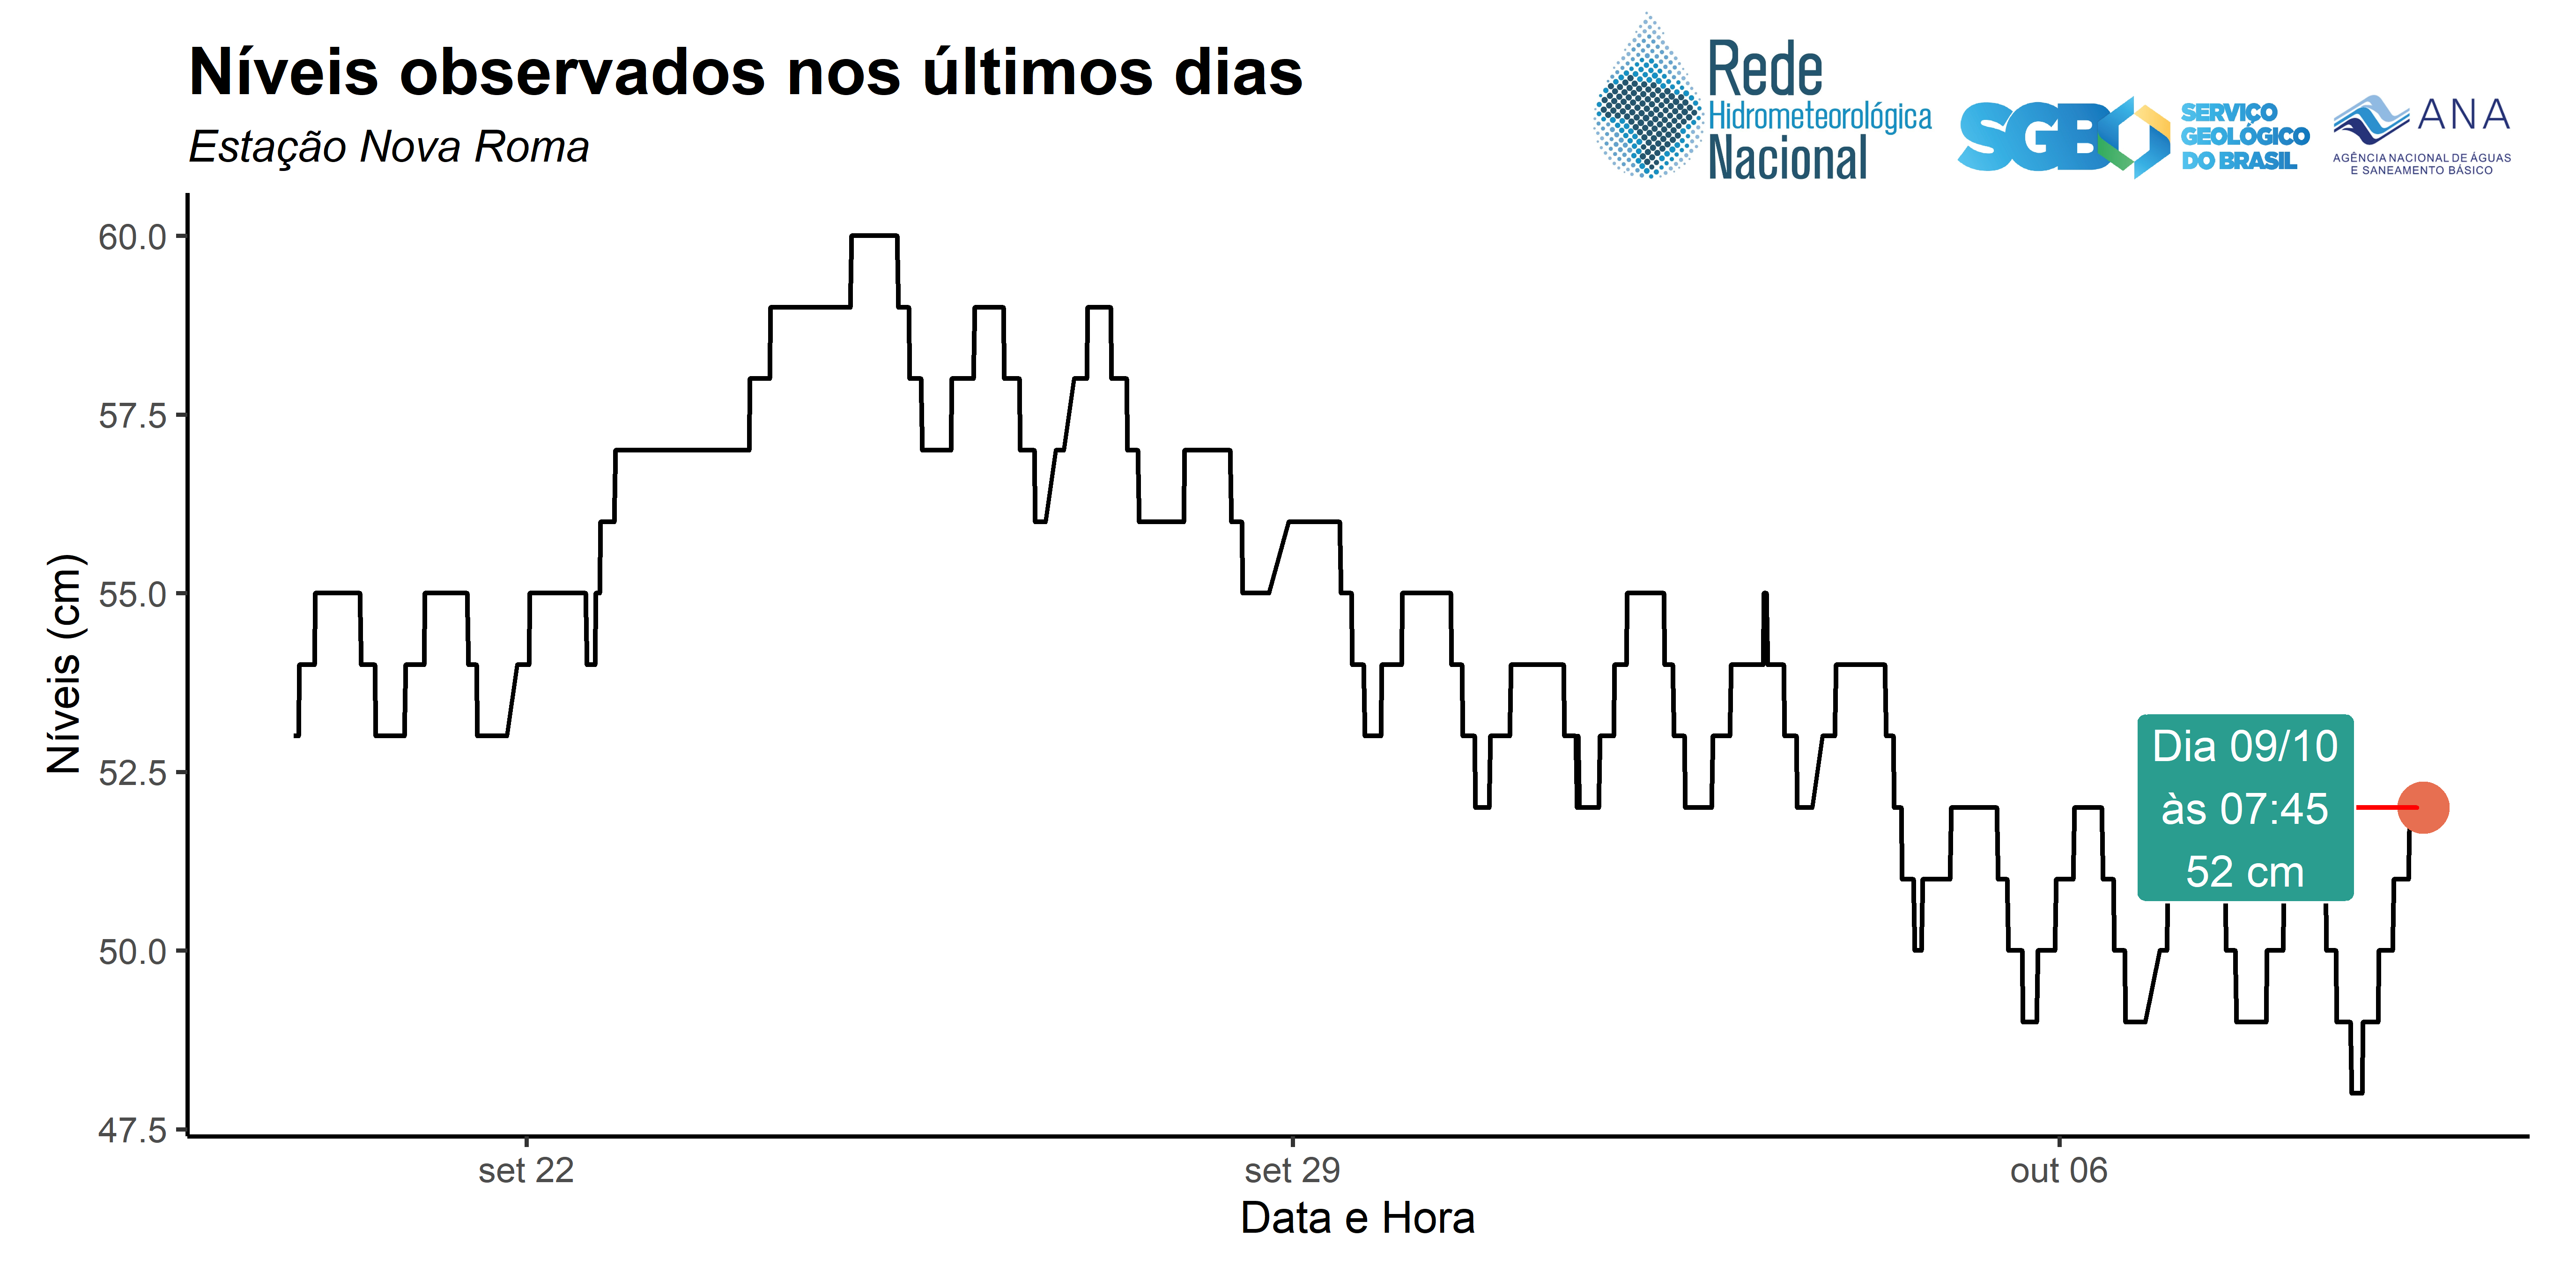 Níveis observados nos últimos dias
Estação Nova Roma
Rede
Hidrometeorológica
Nacional
SGB
SERVIÇO
GEOLÓGICO
DO BRASIL
ANA
AGÊNCIA NACIONAL DE ÁGUAS
E SANEAMENTO BÁSICO
Níveis (cm)
60.0
57.5
55.0
52.5
50.0
47.5
Dia 09/10
às 07:45
52 cm
set 22
set 29
out 06
Data e Hora